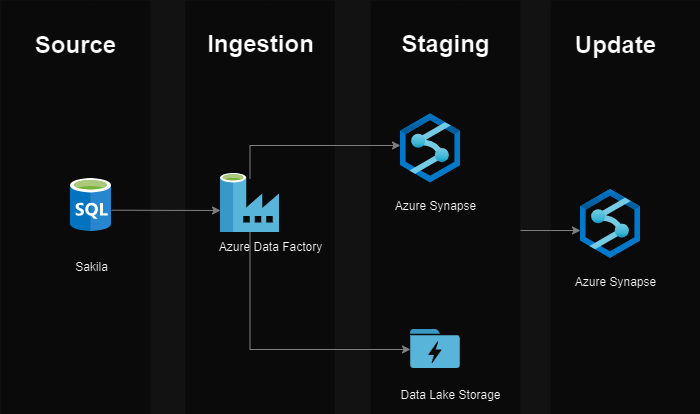 Source
Ingestion
Staging
Update
SQL
Sakila
Azure Data Factory
Azure Synapse
Data Lake Storage
Azure Synapse